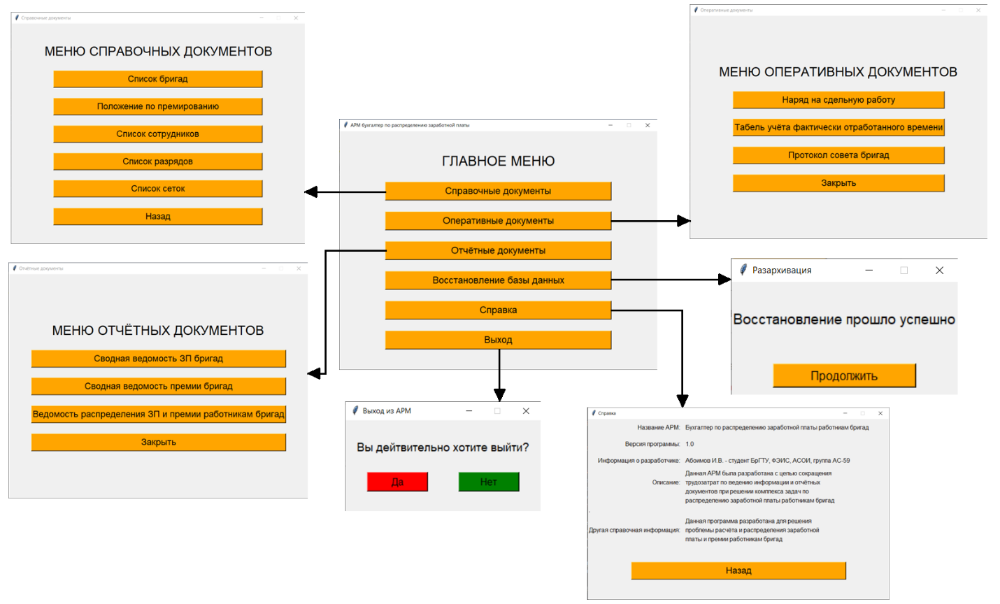 Справочные документы
МЕНЮ СПРАВОЧНЫХ ДОКУМЕНТОВ
Список бригад
Положение по премированию
Список сотрудников
Список разрядов
Список сеток
Назад
Оперативные документы
МЕНЮ ОПЕРАТИВНЫХ ДОКУМЕНТОВ
Наряд на сдельную работу
Табель учёта фактически отработанного времени
Протокол совета бригад
Закрыть
АРМ бухгалтер по распределению заработной платы
ГЛАВНОЕ МЕНЮ
Справочные документы
Оперативные документы
Отчётные документы
Восстановление базы данных
Справка
Выход
Отчётные документы
МЕНЮ ОТЧЁТНЫХ ДОКУМЕНТОВ
Сводная ведомость ЗП бригад
Сводная ведомость премии бригад
Ведомость распределения ЗП и премии работникам бригад
Закрыть
Разархивация
Восстановление прошло успешно
Продолжить
Выход из АРМ
Вы дейтвительно хотите выйти?
Да Нет
Справка
Название АРМ: Бухгалтер по распределению заработной платы работниам бригад
Версия программы: 1.0
Информация о разработчике: Абоимов И.В. - студент БрГТУ, ФЭИС, АСОИ, группа АС-59
Описание: Данная АРМ была разработана с целью сокращения
трудозатрат по ведению информации и отчётных
документов при решении комплекса задач по
распределению заработной платы работникам бригад
Другая справочная информация: Данная программа разработана для решения
проблемы расчёта и распределения заработной
платы и премии работникам бригад
Назад